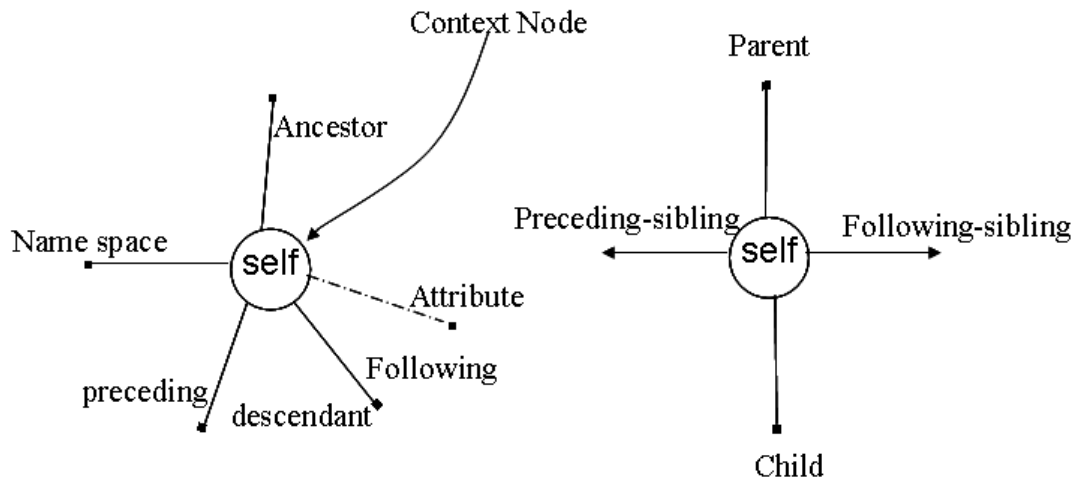 Context Node
Parent
Ancestor
Preceding-sibling
Following-sibling
Name space
self
self
Attribute
Following
preceding
descendant
Child